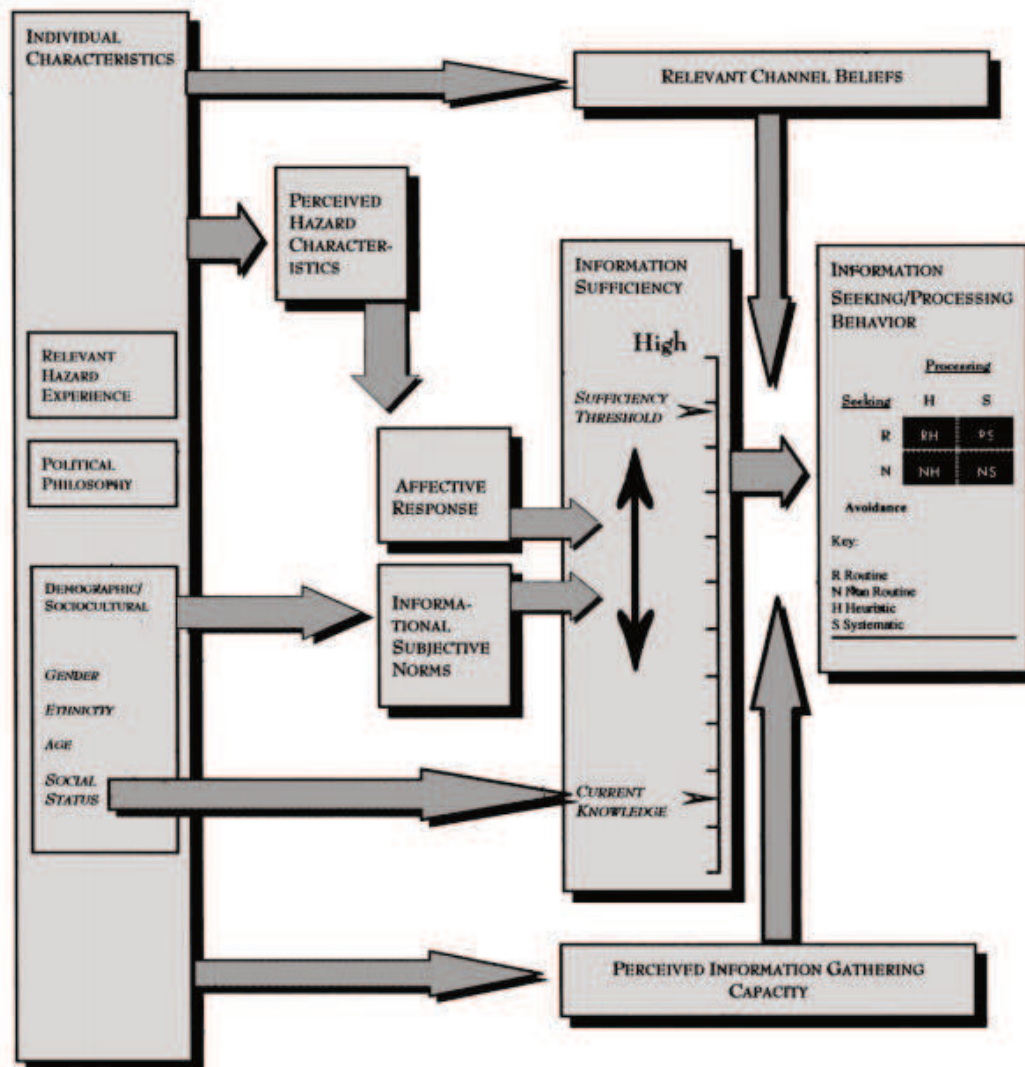 INDIVIDUAL
CHARACTERISTICS
RELEVANT
HAZARD
EXPERIENCE
POLITICAL
PHILOSOPHY
DEMOGRAPHIC/
SOCIOCULTURAL
GENDER
ETHNICITY
AGE
SOCIAL
STATUS
RELEVANT CHANNEL BELIEFS
PERCEIVED
HAZARD
CHARACTER-
ISTICS
AFFECTIVE
RESPONSE
INFORMA-
TIONAL
SUBJECTIVE
NORMS
INFORMATION
SUFFICIENCY
High
SUFFICIENCY
THRESHOLD
CURRENT
KNOWLEDGE
INFORMATION
SEEKING/PROCESSING
BEHAVIOR
Processing
Seeking H S
R RH PS
N NH NS
Avoidance
Key:
R Routine
N Routine
H Heuristic
S Systematic
PERCEIVED INFORMATION GATHERING
CAPACITY